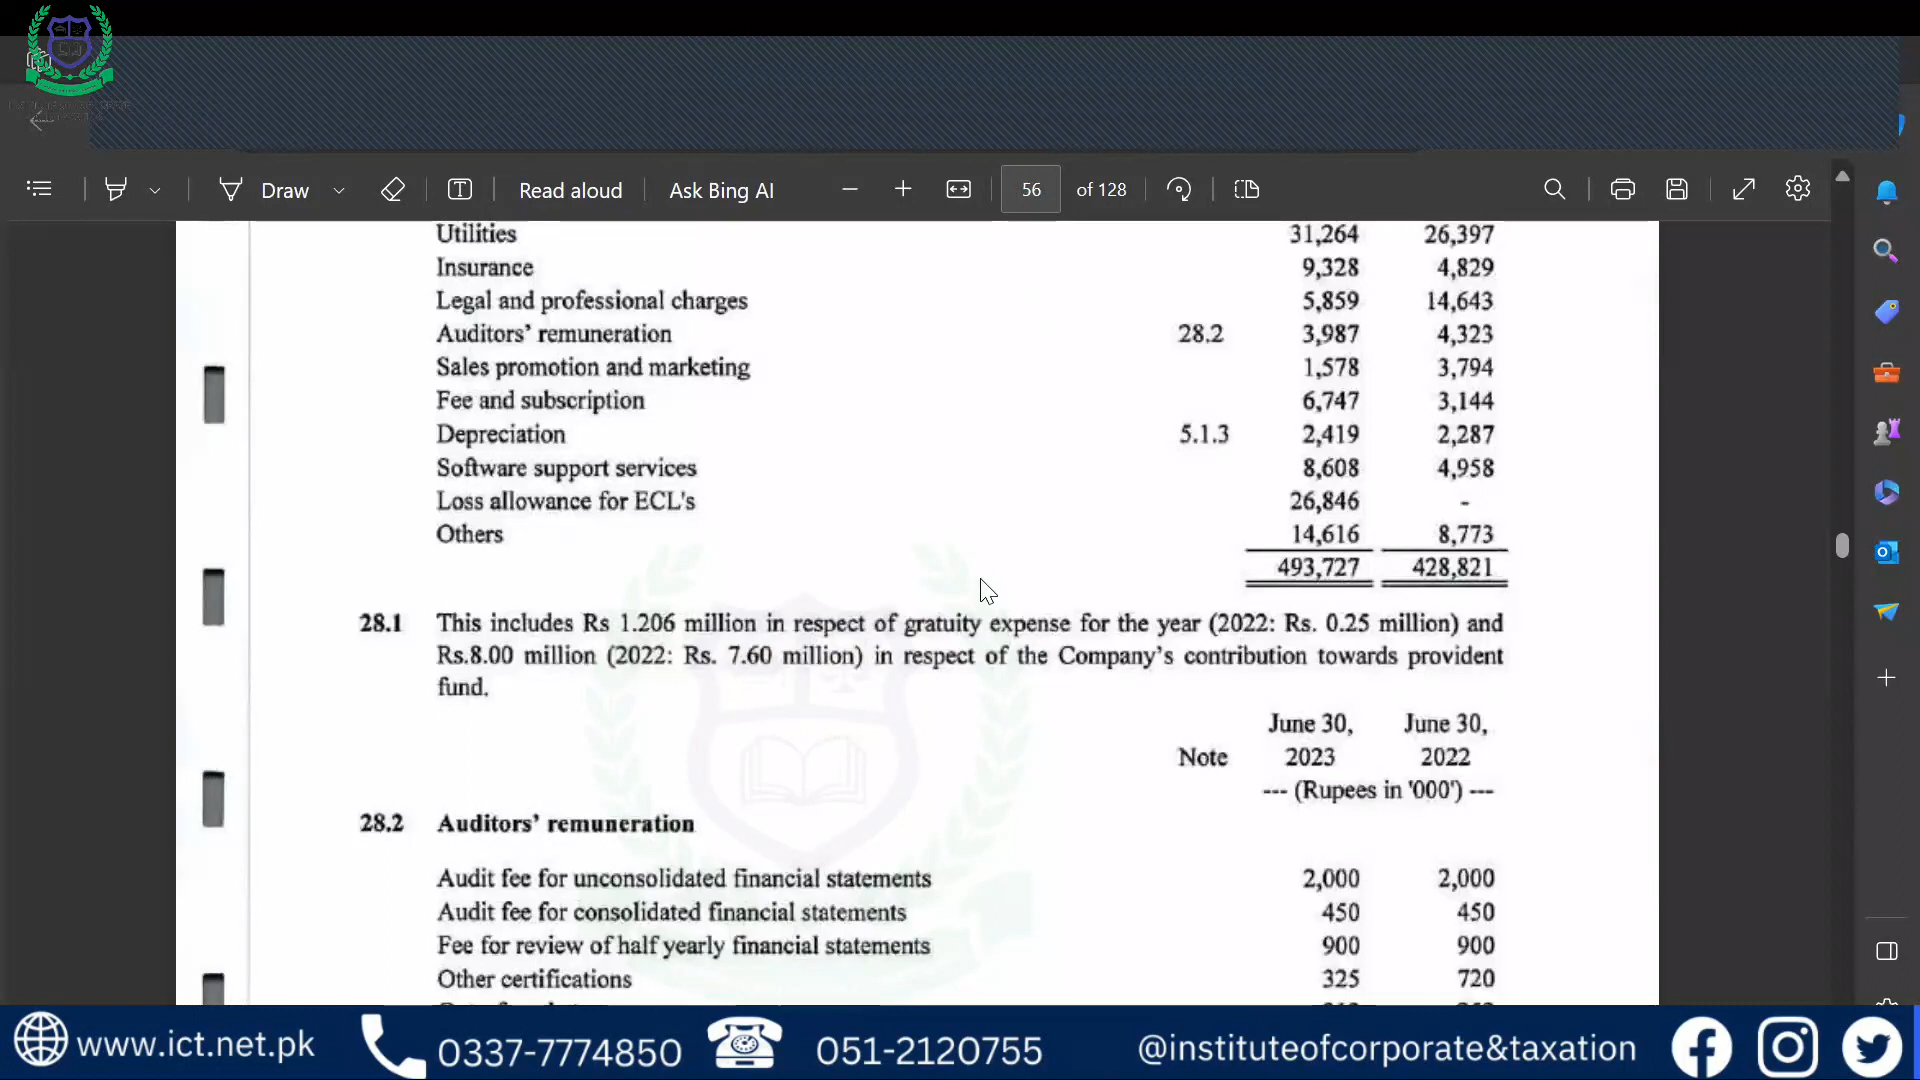 Draw
Read aloud
Ask Bing AI
56 of 128
Utilities 31,264 26,397
Insurance 9,328 4,829
Legal and professional charges 5,859 14,643
Auditors’ remuneration 28.2 3,987 4,323
Sales promotion and marketing 1,578 3,794
Fee and subscription 6,747 3,144
Depreciation 5.1.3 2,419 2,287
Software support services 8,608 4,958
Loss allowance for ECL's 26,846 -
Others 14,616 8,773
493,727 428,821
28.1 This includes Rs 1.206 million in respect of gratuity expense for the year (2022: Rs. 0.25 million) and
Rs.8.00 million (2022: Rs. 7.60 million) in respect of the Company’s contribution towards provident
fund.
June 30, June 30,
Note 2023 2022
--- (Rupees in '000') ---
28.2 Auditors’ remuneration
Audit fee for unconsolidated financial statements 2,000 2,000
Audit fee for consolidated financial statements 450 450
Fee for review of half yearly financial statements 900 900
Other certifications 325 720
www.ict.net.pk 0337-7774850 051-2120755 @instituteofcorporate&taxation